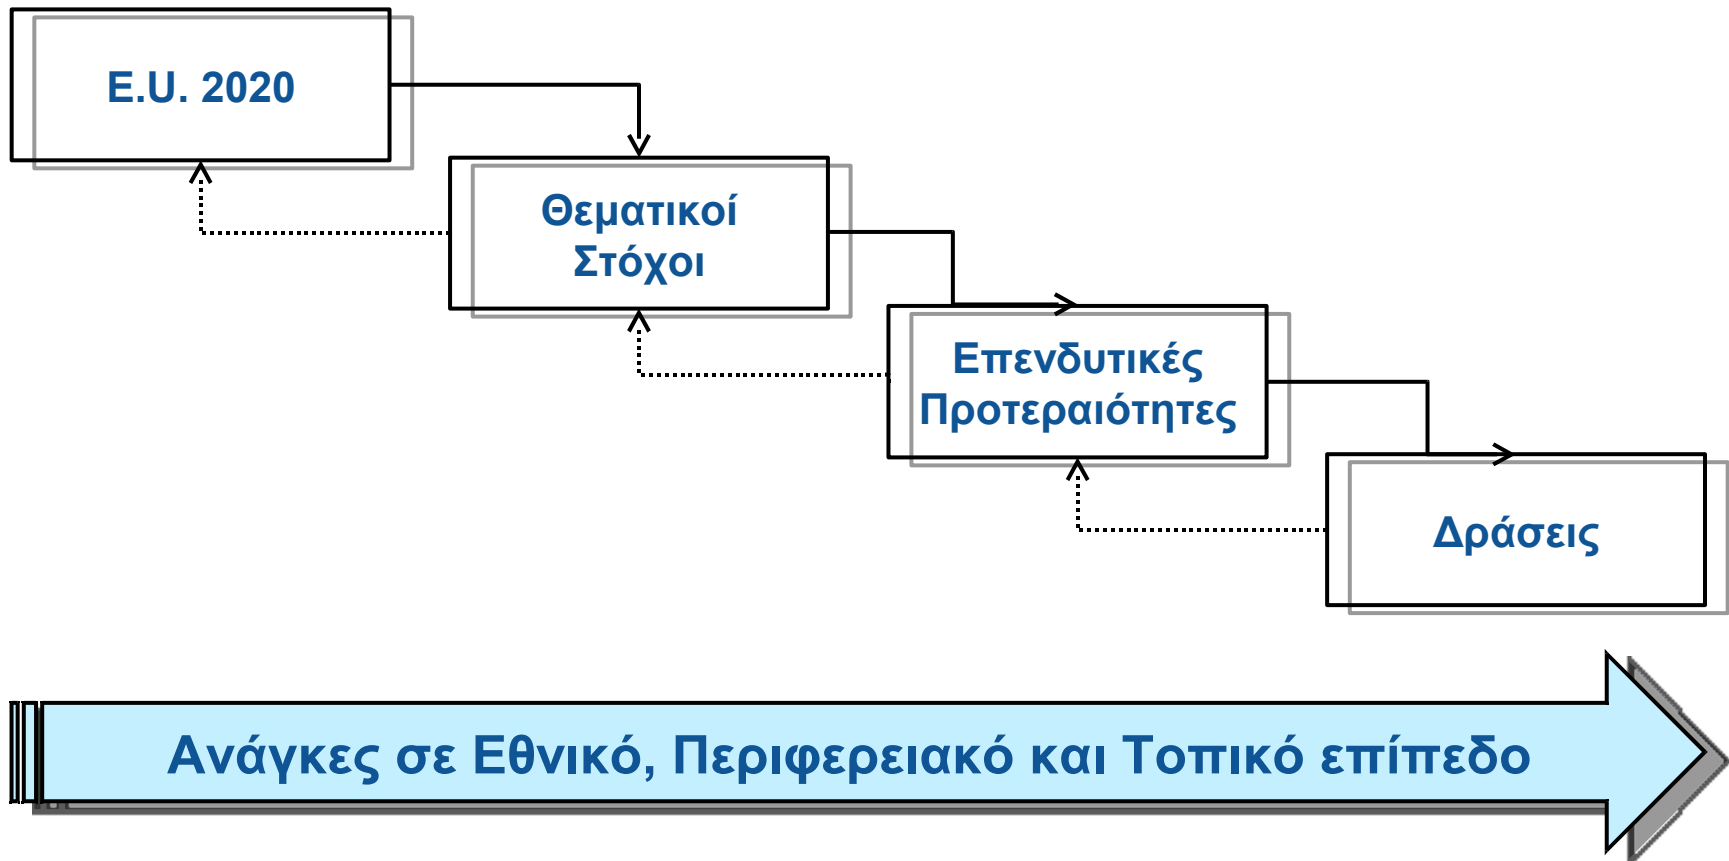 E.U. 2020
Θεματικοί
Στόχοι
Επενδυτικές
Προτεραιότητες
Δράσεις
Ανάγκες σε Εθνικό, Περιφερειακό και Τοπικό επίπεδο